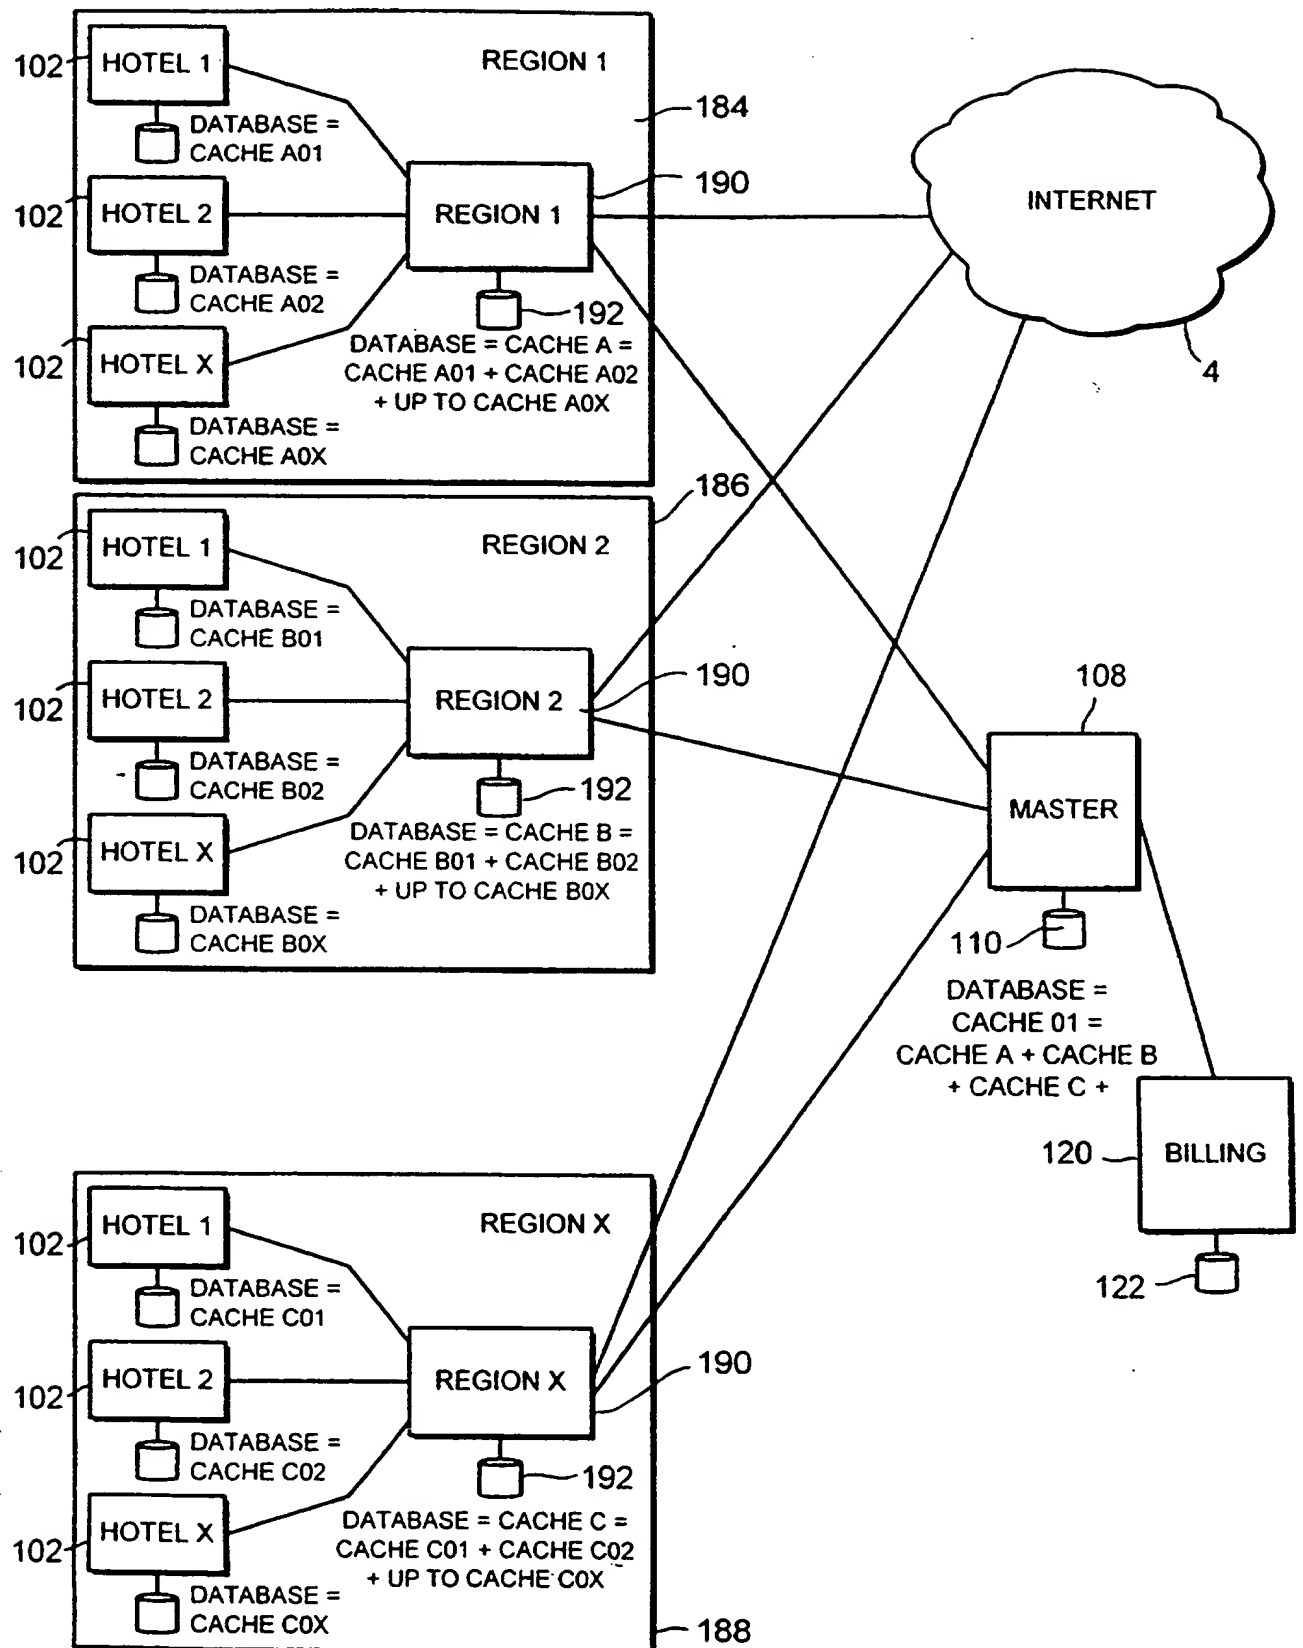 102
HOTEL 1
REGION 1
184
DATABASE =
CACHE A01
190
102
HOTEL 2
REGION 1
INTERNET
DATABASE =
CACHE A02
192
102
HOTEL X
DATABASE = CACHE A =
CACHE A01 + CACHE A02
+ UP TO CACHE A0X
4
DATABASE =
CACHE A0X
186
102
HOTEL 1
REGION 2
DATABASE =
CACHE B01
190
102
HOTEL 2
REGION 2
108
DATABASE =
CACHE B02
192
MASTER
102
HOTEL X
DATABASE = CACHE B =
CACHE B01 + CACHE B02
+ UP TO CACHE B0X
DATABASE =
CACHE B0X
110
DATABASE =
CACHE 01 =
CACHE A + CACHE B
+ CACHE C +
120
BILLING
122
102
HOTEL 1
REGION X
DATABASE =
CACHE C01
190
102
HOTEL 2
REGION X
DATABASE =
CACHE C02
192
102
HOTEL X
DATABASE = CACHE C =
CACHE C01 + CACHE C02
+ UP TO CACHE C0X
DATABASE =
CACHE C0X
188